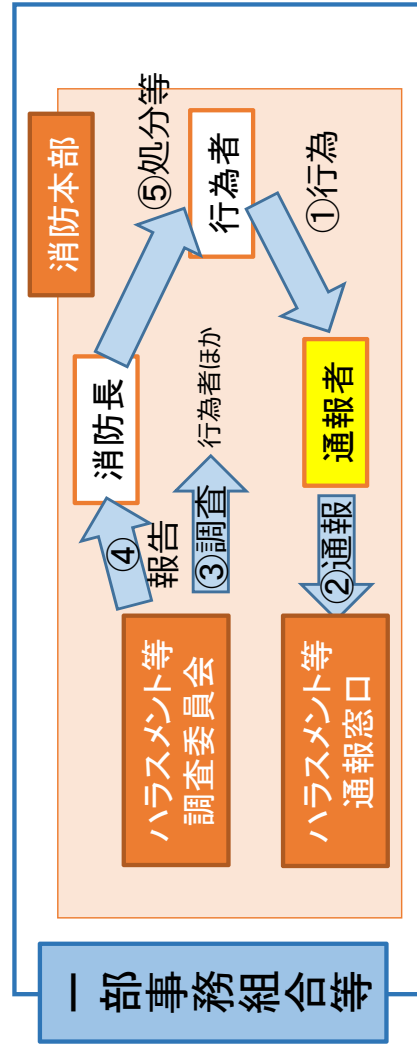 一部事務組合等
消防本部
ハラスメント等
調査委員会
④
報告
③調査
行為者ほか
消防長
⑤処分等
行為者
①行為
通報者
②通報
ハラスメント等
通報窓口